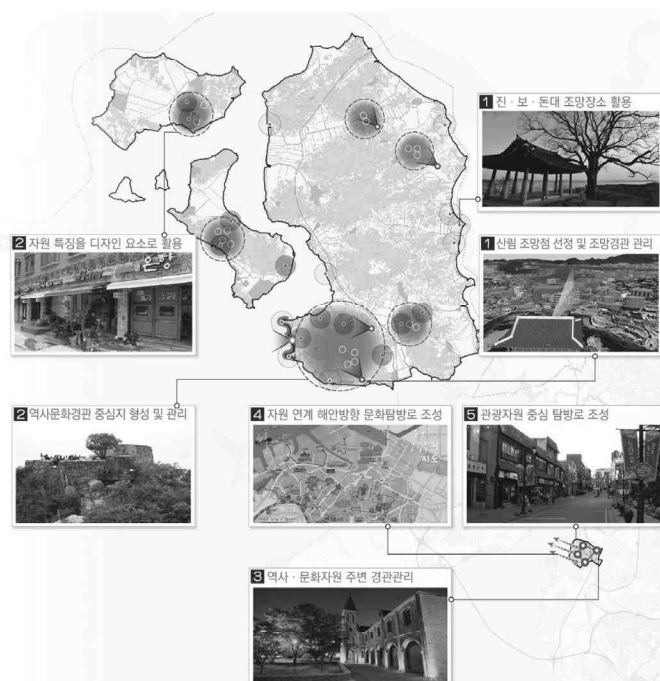 1 진 · 보 · 돈대 조망장소 활용
2 자원 특징을 디자인 요소로 활용
1 산림 조망점 선정 및 조망경관 관리
2 역사문화경관 중심지 형성 및 관리
4 자원 연계 해안방향 문화탐방로 조성
5 관광자원 중심 탐방로 조성
3 역사 · 문화자원 주변 경관관리